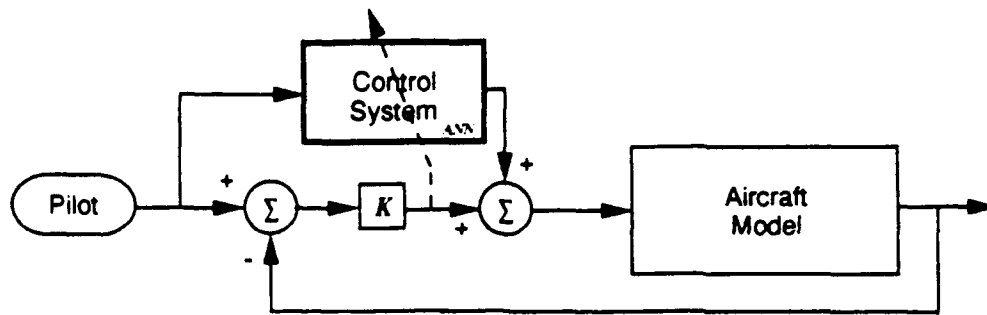 Control
System
ANN
Pilot
+
Σ
-
K
+
+
Σ
Aircraft
Model